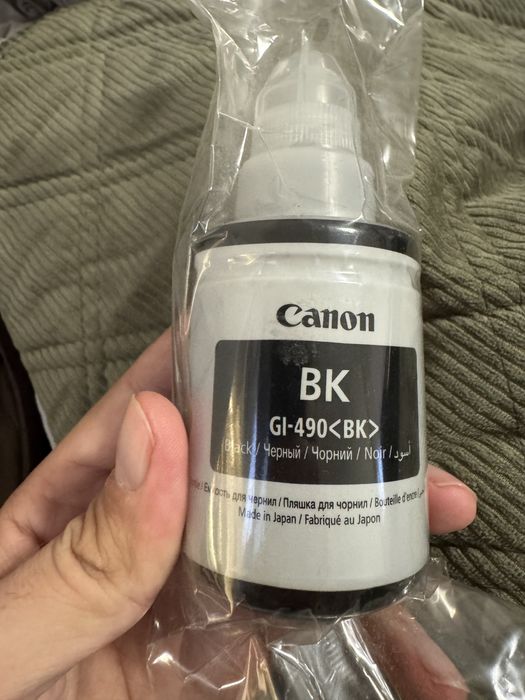 Canon
BK
GI-490<BK>
Black / Черный / Чорний / Noir / أسود
Емкость для чернил / Пляшка для чорнил / Bouteille d'encre
Made in Japan / Fabriqué au Japon